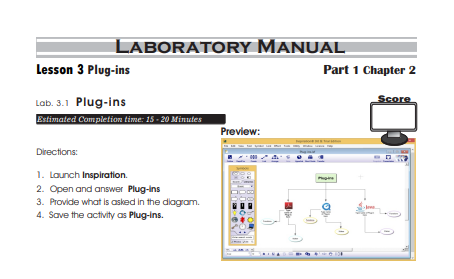 LABORATORY MANUAL
Lesson 3 Plug-ins
Part 1 Chapter 2
Lab. 3.1 Plug-ins
Score
Estimated Completion time: 15 - 20 Minutes
Preview:
Directions:
1. Launch Inspiration.
2. Open and answer Plug-ins
3. Provide what is asked in the diagram.
4. Save the activity as Plug-ins.
Plug-ins